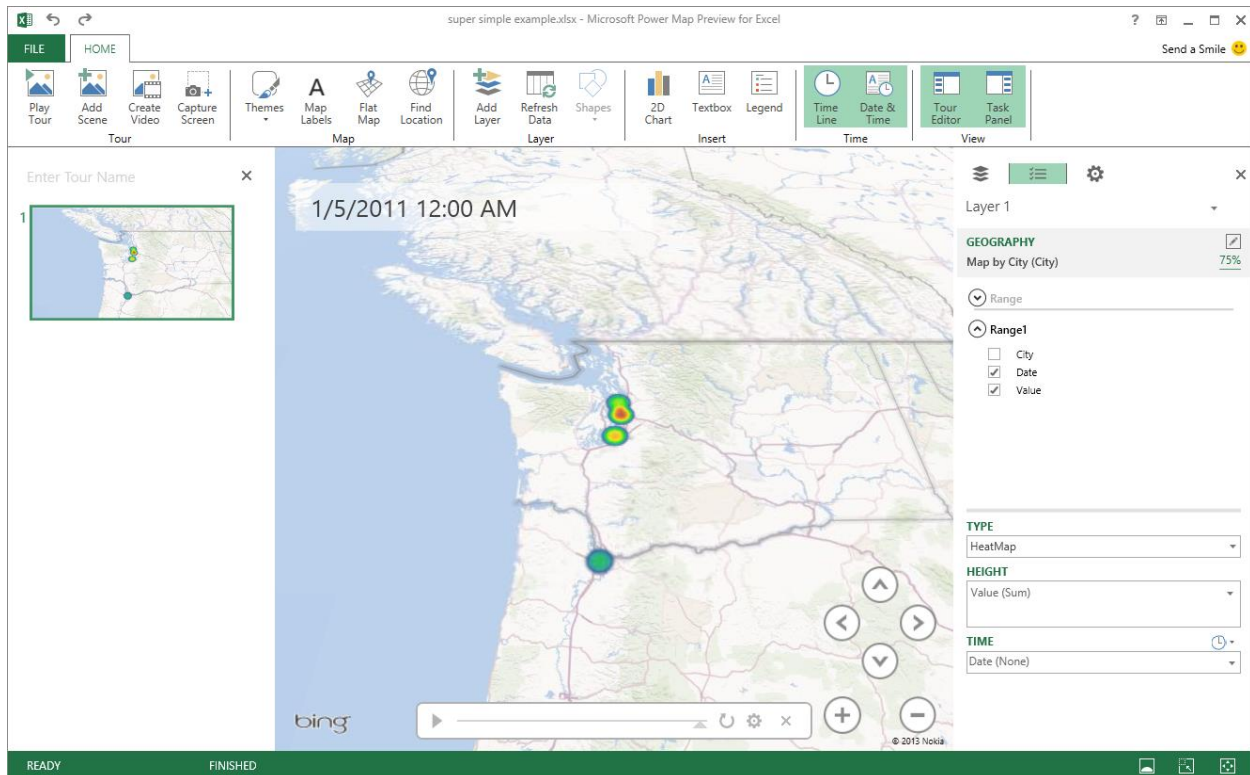 super simple example.xlsx - Microsoft Power Map Preview for Excel
?
FILE
HOME
Send a Smile
Play Tour
Add Scene
Create Video
Capture Screen
Themes
Map Labels
Flat Map
Find Location
Add Layer
Refresh Data
Shapes
2D Chart
Textbox
Legend
Time Line
Date & Time
Tour Editor
Task Panel
Tour
Map
Layer
Insert
Time
View
Enter Tour Name
1
1/5/2011 12:00 AM
Layer 1
GEOGRAPHY
Map by City (City)
75%
Range
Range1
City
Date
Value
TYPE
HeatMap
HEIGHT
Value (Sum)
TIME
Date (None)
bing
© 2013 Nokia
READY
FINISHED